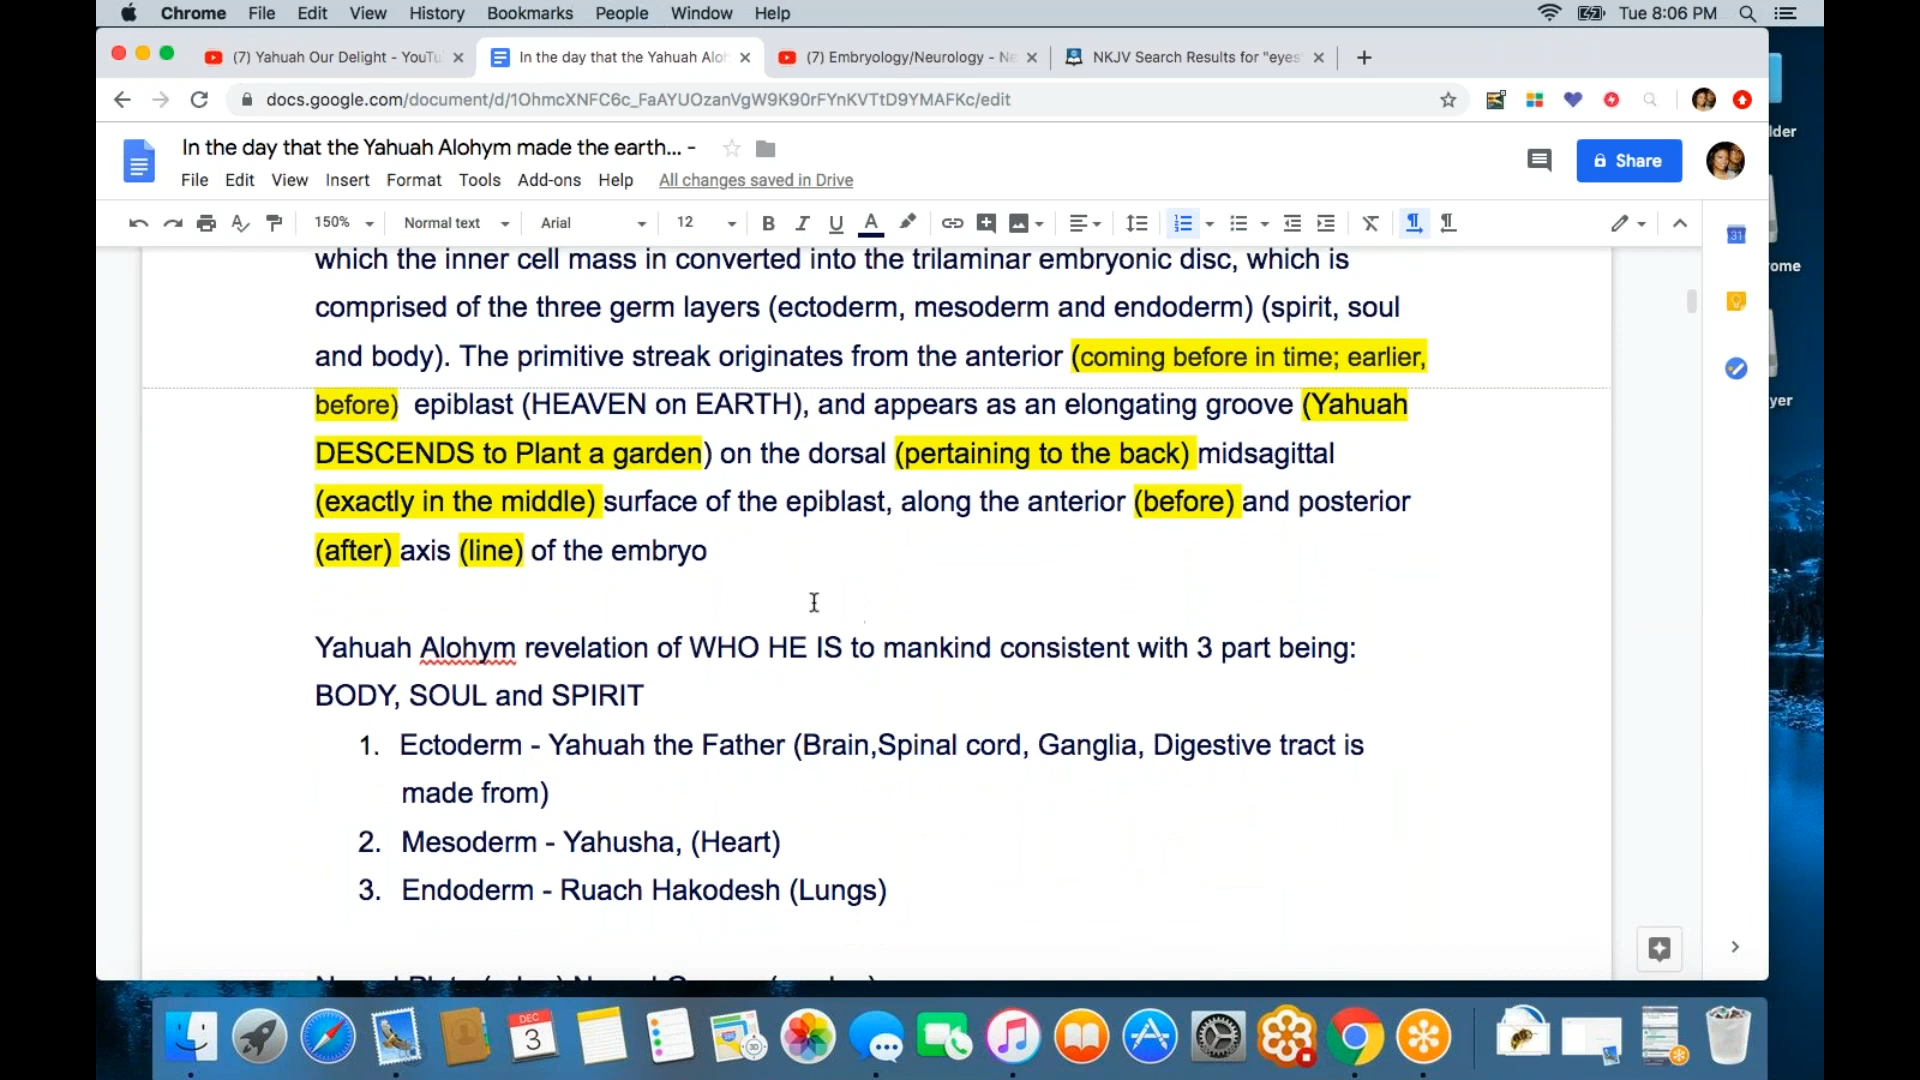 Chrome File Edit View History Bookmarks People Window Help Tue 8:06 PM
(7) Yahuah Our Delight - YouTu
In the day that the Yahuah Aloh
(7) Embryology/Neurology - Ne
NKJV Search Results for "eyes"
docs.google.com/document/d/1OhmcXNFC6c_FaAYUOzanVgW9K90rFYnKVTtD9YMAFKc/edit
In the day that the Yahuah Alohym made the earth... -
File Edit View Insert Format Tools Add-ons Help All changes saved in Drive
Share
150% Normal text Arial 12
which the inner cell mass in converted into the trilaminar embryonic disc, which is
comprised of the three germ layers (ectoderm, mesoderm and endoderm) (spirit, soul
and body). The primitive streak originates from the anterior (coming before in time; earlier,
before) epiblast (HEAVEN on EARTH), and appears as an elongating groove (Yahuah
DESCENDS to Plant a garden) on the dorsal (pertaining to the back) midsagittal
(exactly in the middle) surface of the epiblast, along the anterior (before) and posterior
(after) axis (line) of the embryo
Yahuah Alohym revelation of WHO HE IS to mankind consistent with 3 part being:
BODY, SOUL and SPIRIT
1. Ectoderm - Yahuah the Father (Brain,Spinal cord, Ganglia, Digestive tract is
made from)
2. Mesoderm - Yahusha, (Heart)
3. Endoderm - Ruach Hakodesh (Lungs)
lder
ome
yer
31
DEC
3